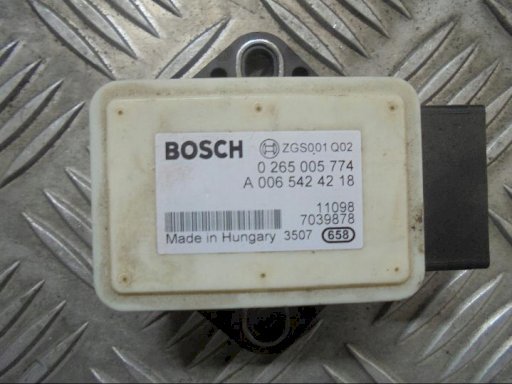 BOSCH ZGS001 Q02
0 265 005 774
A 006 542 42 18
11098
7039878
Made in Hungary 3507 658